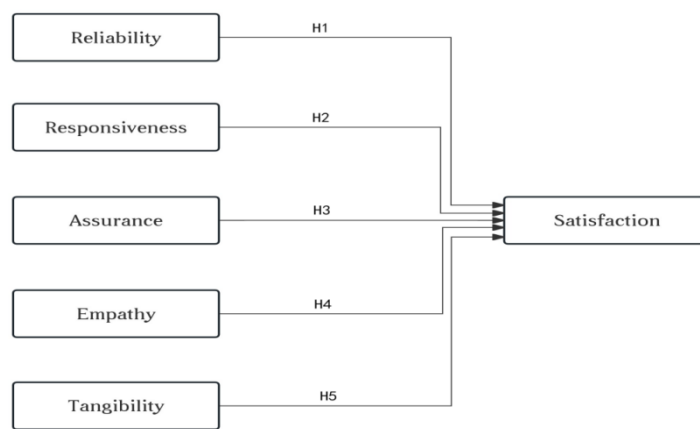 Reliability
H1
Responsiveness
H2
Assurance
H3
Satisfaction
Empathy
H4
Tangibility
H5